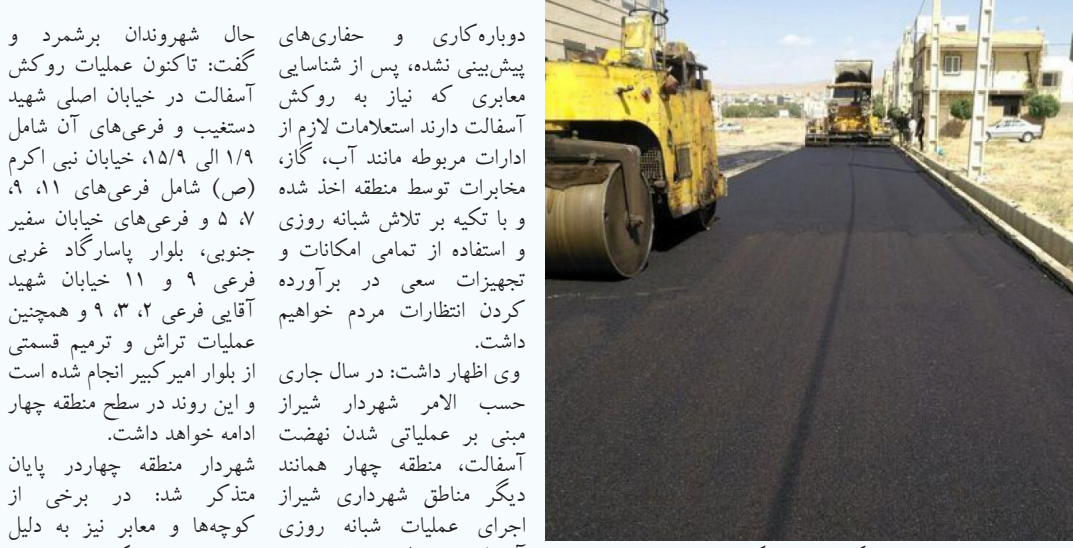 دوباره‌کاری و حفاری‌های
پیش‌بینی نشده، پس از شناسایی
معابری که نیاز به روکش
آسفالت دارند استعلامات لازم از
ادارات مربوطه مانند آب، گاز،
مخابرات توسط منطقه اخذ شده
و با تکیه بر تلاش شبانه روزی
و استفاده از تمامی امکانات و
تجهیزات سعی در برآورده
کردن انتظارات مردم خواهیم
داشت.
وی اظهار داشت: در سال جاری
حسب الامر شهردار شیراز
مبنی بر عملیاتی شدن نهضت
آسفالت، منطقه چهار همانند
دیگر مناطق شهرداری شیراز
اجرای عملیات شبانه روزی
حال شهروندان برشمرد و
گفت: تاکنون عملیات روکش
آسفالت در خیابان اصلی شهید
دستغیب و فرعی‌های آن شامل
۱/۹ الی ۱۵/۹، خیابان نبی اکرم
(ص) شامل فرعی‌های ۱۱، ۹،
۷، ۵ و فرعی‌های خیابان سفیر
جنوبی، بلوار پاسارگاد غربی
فرعی ۹ و ۱۱ خیابان شهید
آقایی فرعی ۲، ۳، ۹ و همچنین
عملیات تراش و ترمیم قسمتی
از بلوار امیرکبیر انجام شده است
و این روند در سطح منطقه چهار
ادامه خواهد داشت.
شهردار منطقه چهاردر پایان
متذکر شد: در برخی از
کوچه‌ها و معابر نیز به دلیل